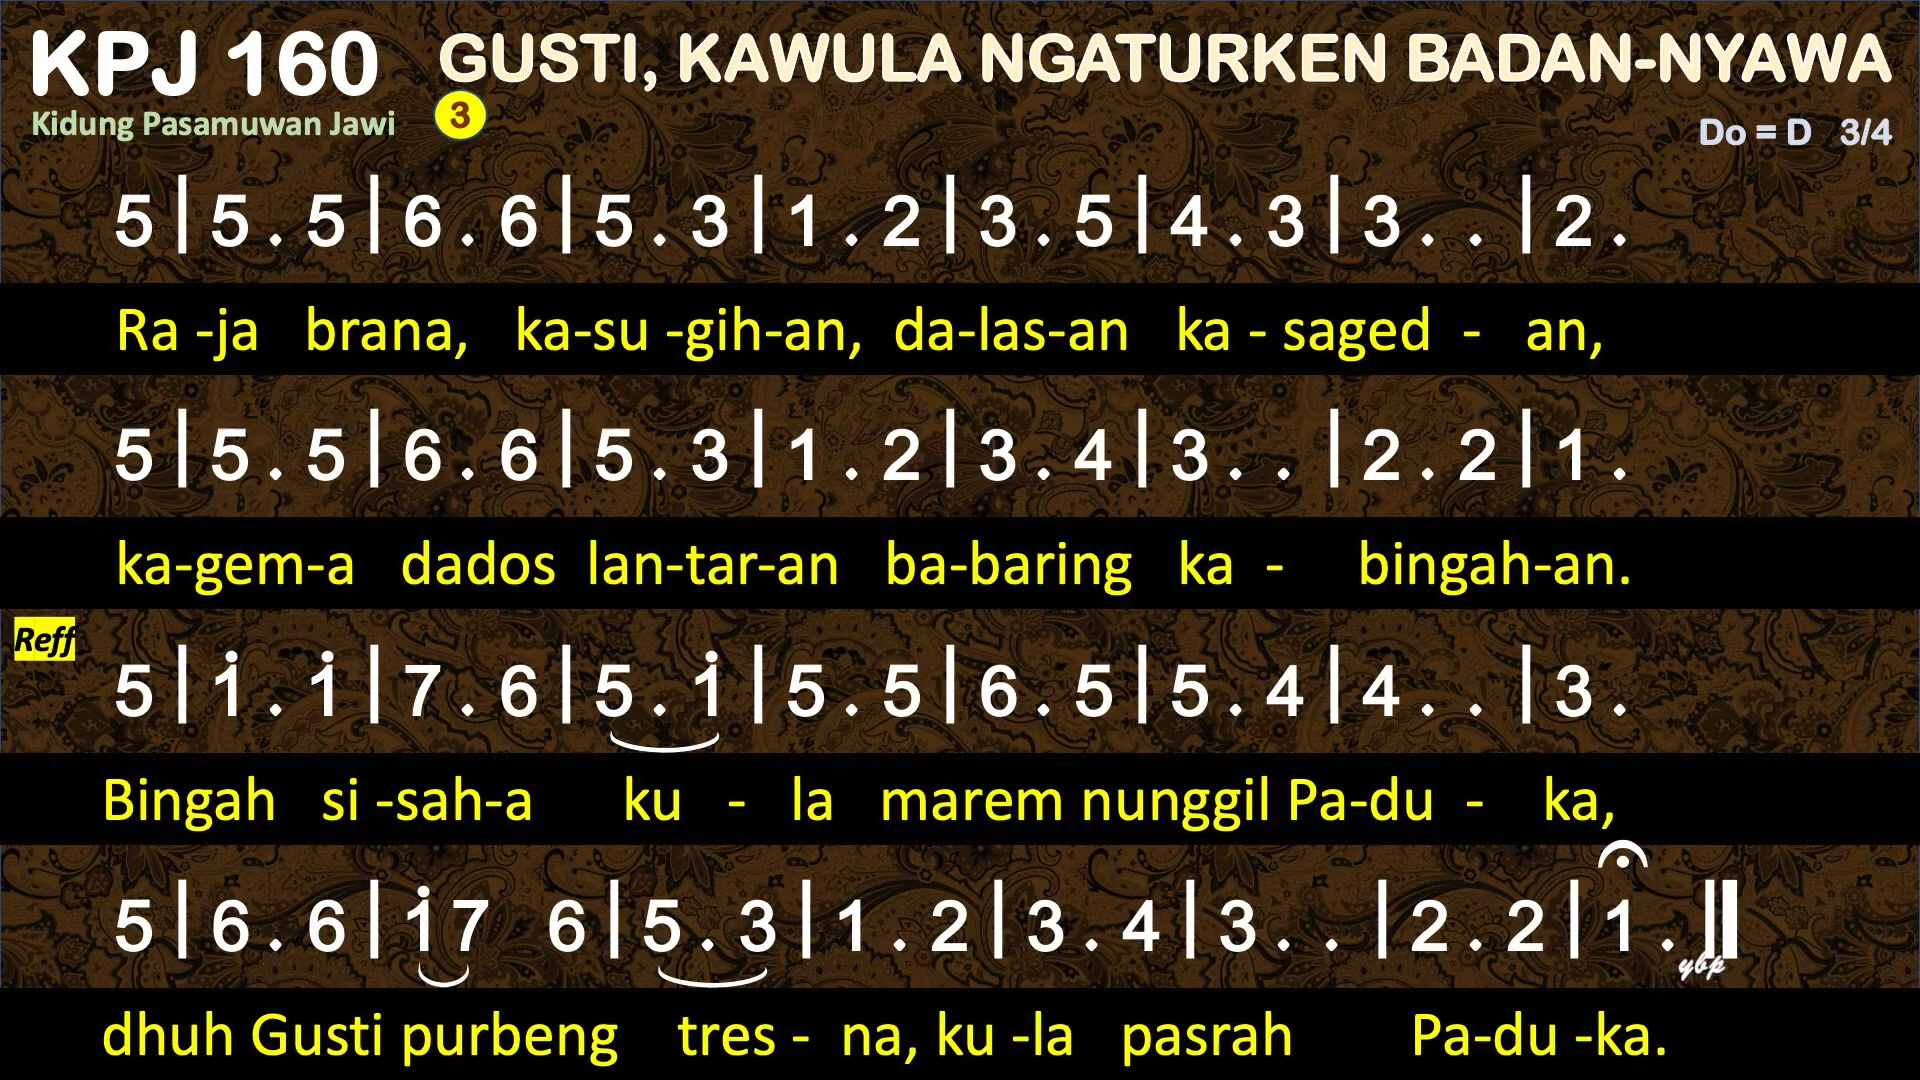 KPJ 160
GUSTI, KAWULA NGATURKEN BADAN-NYAWA
Kidung Pasamuwan Jawi
3
Do = D 3/4
5 | 5 . 5 | 6 . 6 | 5 . 3 | 1 . 2 | 3 . 5 | 4 . 3 | 3 . . | 2 .
Ra -ja brana, ka-su -gih-an, da-las-an ka - saged - an,
5 | 5 . 5 | 6 . 6 | 5 . 3 | 1 . 2 | 3 . 4 | 3 . . | 2 . 2 | 1 .
ka-gem-a dados lan-tar-an ba-baring ka - bingah-an.
Reff
5 | 1̇ . 1̇ | 7 . 6 | 5 . 1̇ | 5 . 5 | 6 . 5 | 5 . 4 | 4 . . | 3 .
Bingah si -sah-a ku - la marem nunggil Pa-du - ka,
5 | 6 . 6 | 1̇ 7 6 | 5 . 3 | 1 . 2 | 3 . 4 | 3 . . | 2 . 2 | 1 . ||
ybp
dhuh Gusti purbeng tres - na, ku -la pasrah Pa-du -ka.